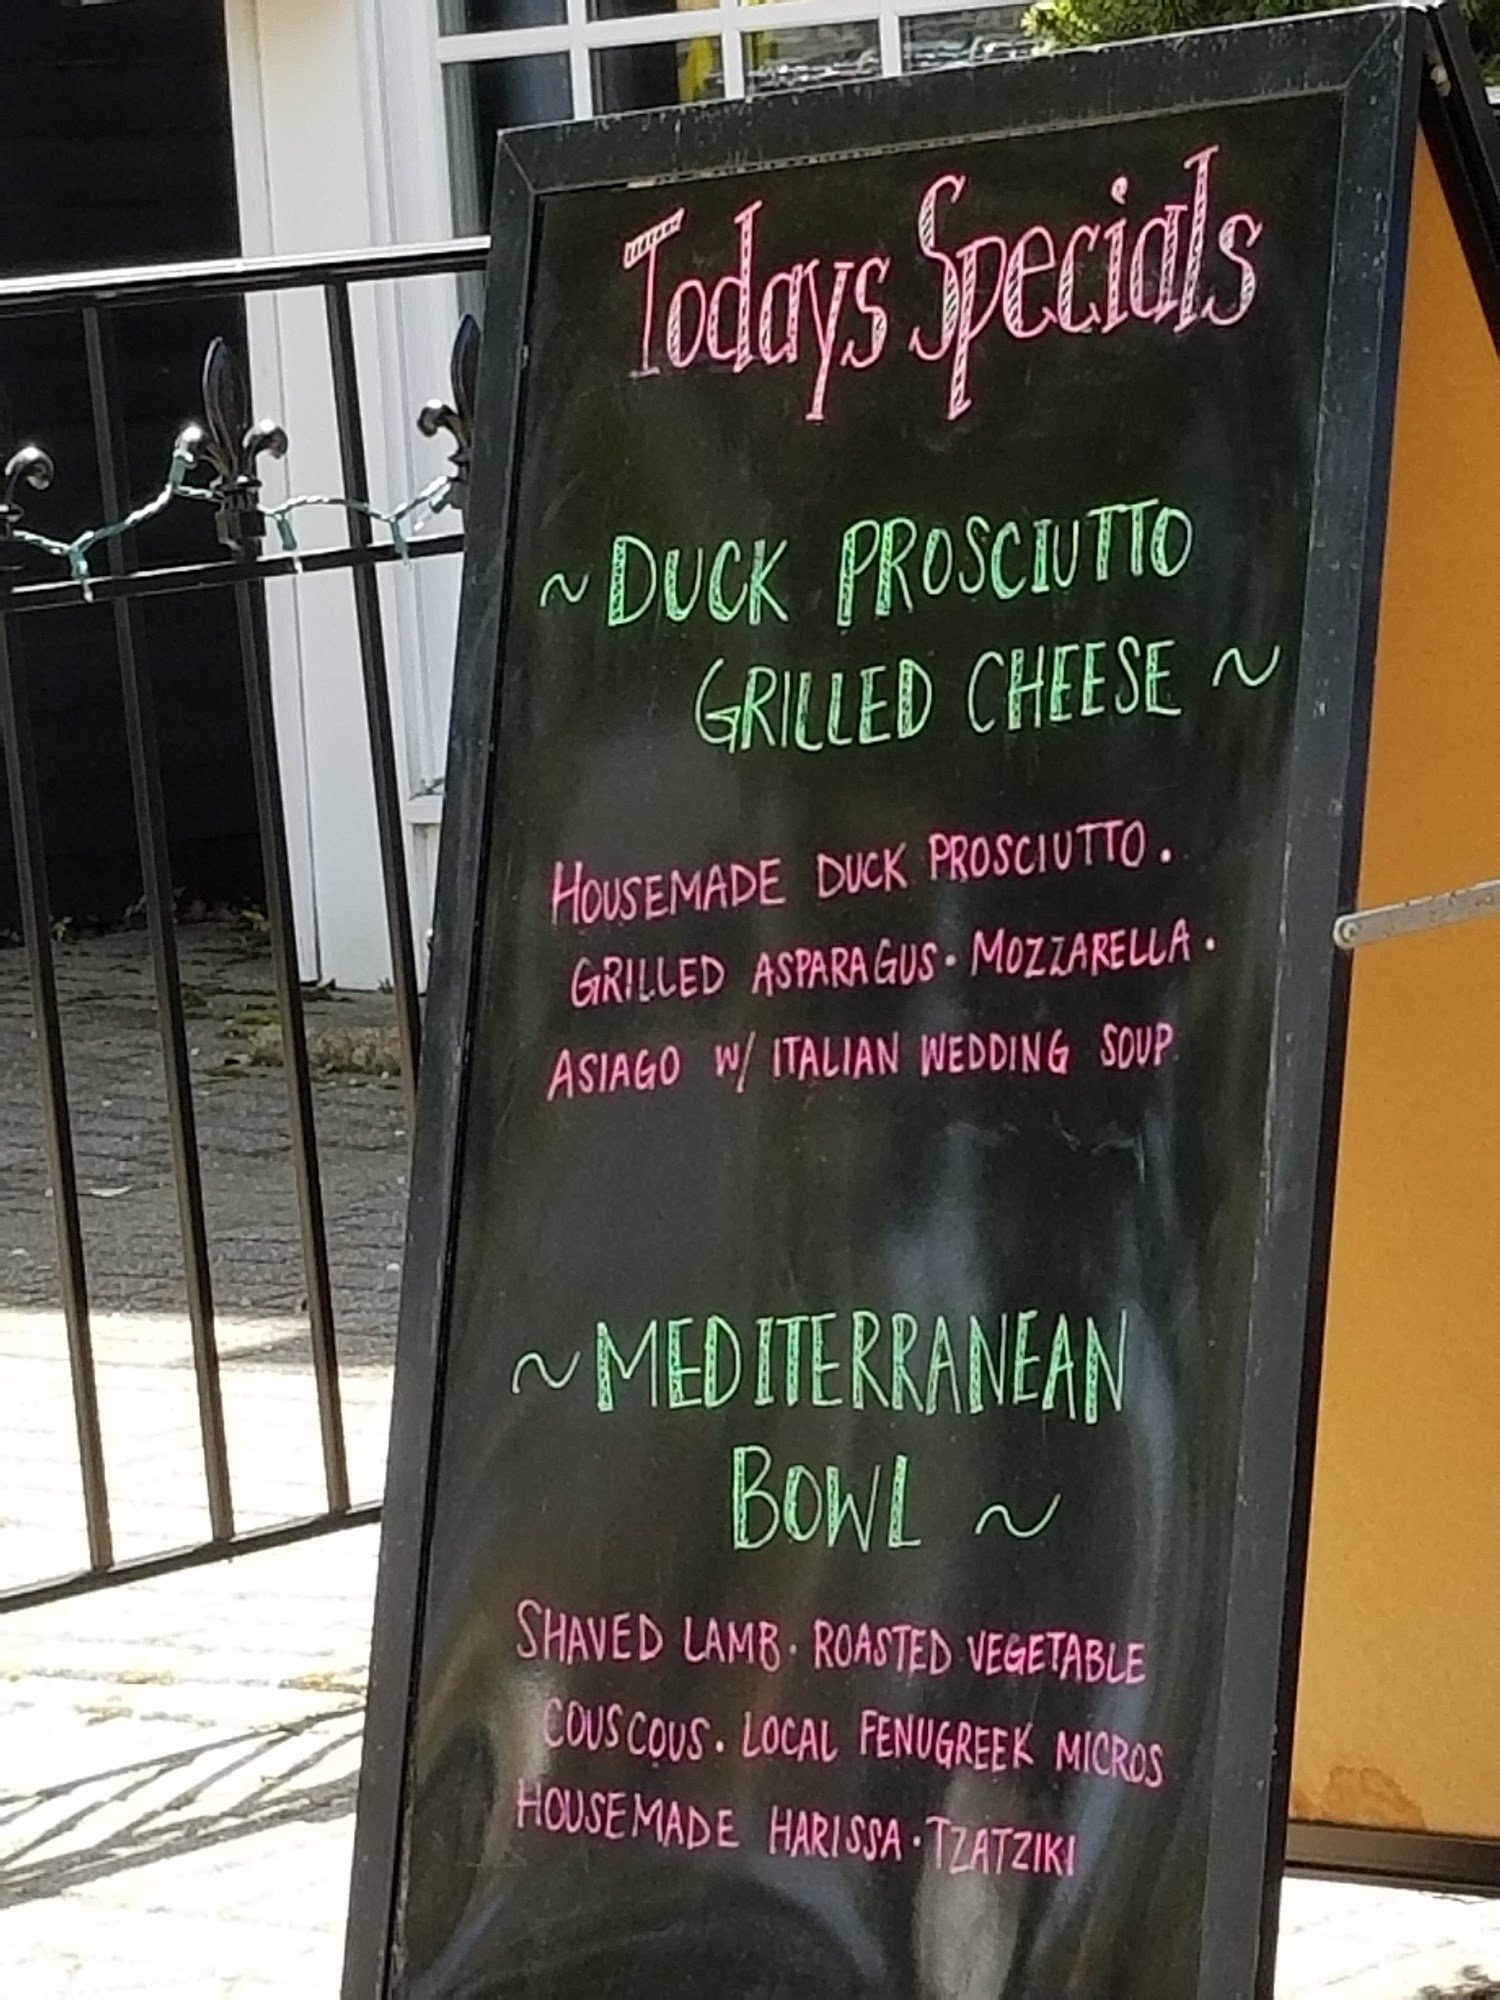 Todays Specials
~ DUCK PROSCIUTTO
GRILLED CHEESE ~
HOUSEMADE DUCK PROSCIUTTO .
GRILLED ASPARAGUS · MOZZARELLA .
ASIAGO W/ ITALIAN WEDDING SOUP
~ MEDITERRANEAN
BOWL ~
SHAVED LAMB · ROASTED VEGETABLE
COUSCOUS . LOCAL FENUGREEK MICROS
HOUSEMADE HARISSA · TZATZIKI